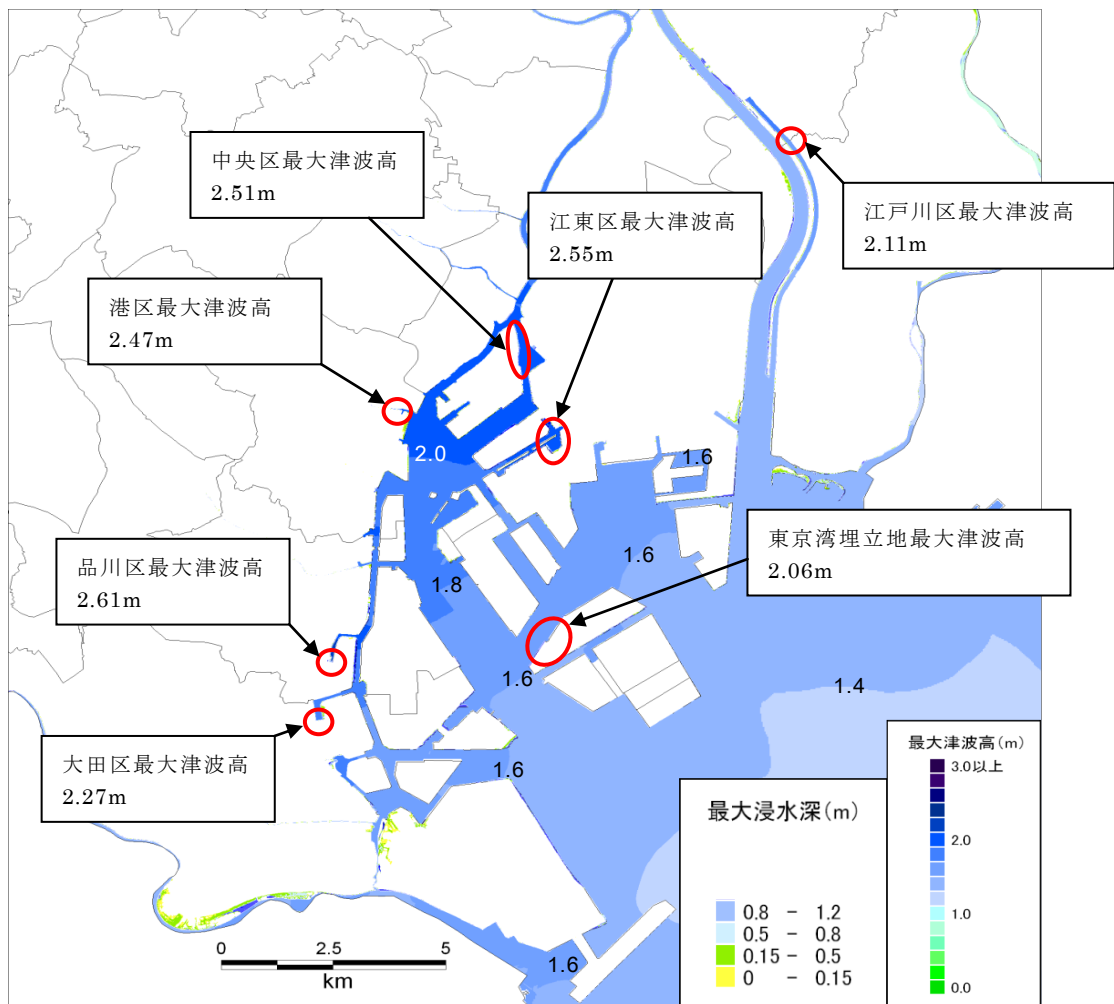 中央区最大津波高
2.51m
江東区最大津波高
2.55m
江戸川区最大津波高
2.11m
港区最大津波高
2.47m
2.0
1.6
品川区最大津波高
2.61m
1.8
1.6
東京湾埋立地最大津波高
2.06m
1.6
1.4
大田区最大津波高
2.27m
1.6
1.6
最大浸水深(m)
0.8 - 1.2
0.5 - 0.8
0.15 - 0.5
0 - 0.15
最大津波高(m)
3.0以上
2.0
1.0
0.0
0 2.5 5
km